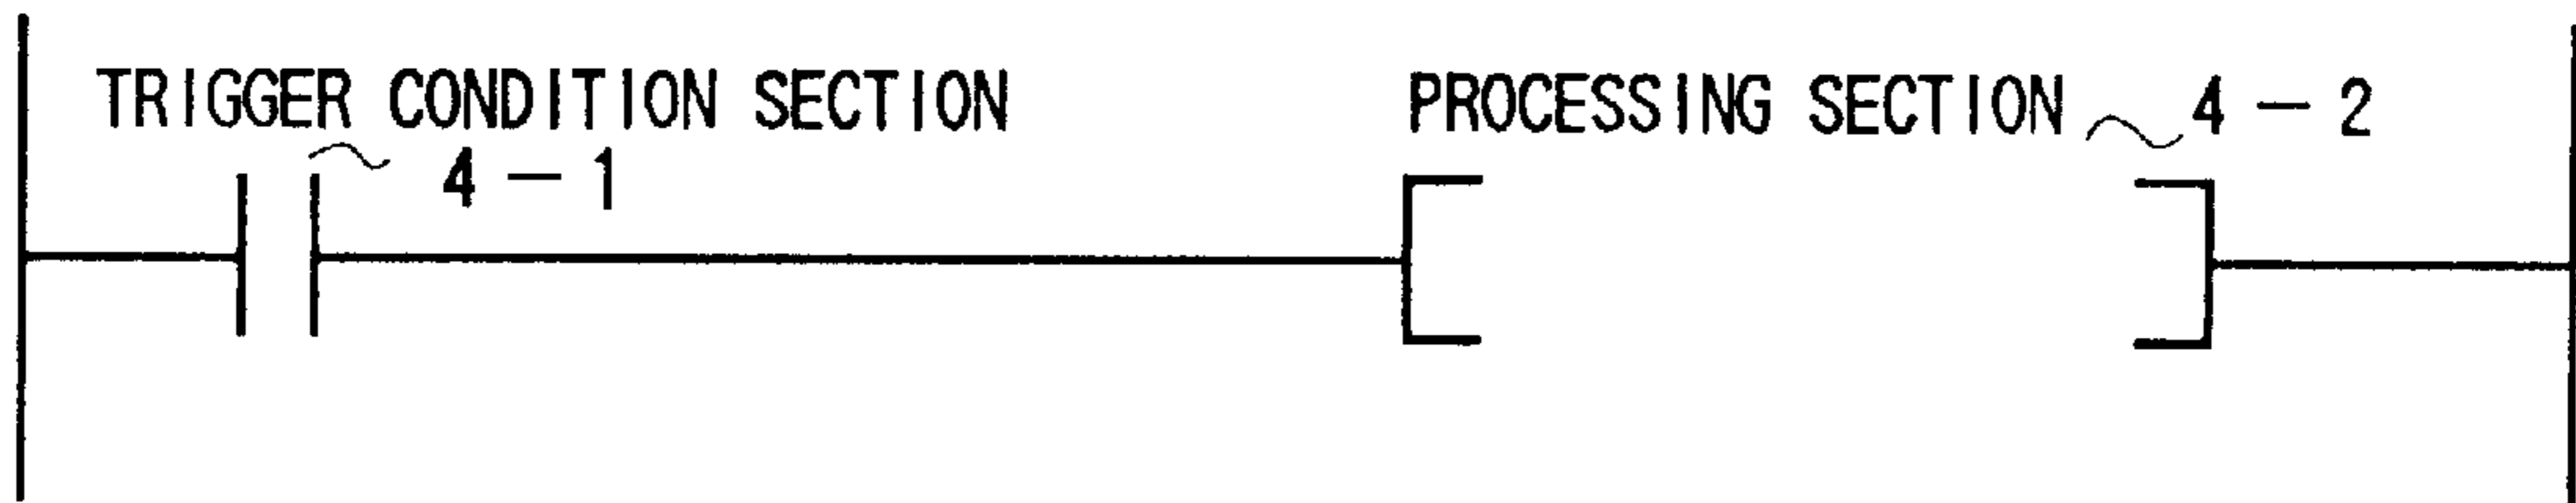 TRIGGER CONDITION SECTION
4-1
PROCESSING SECTION 4-2